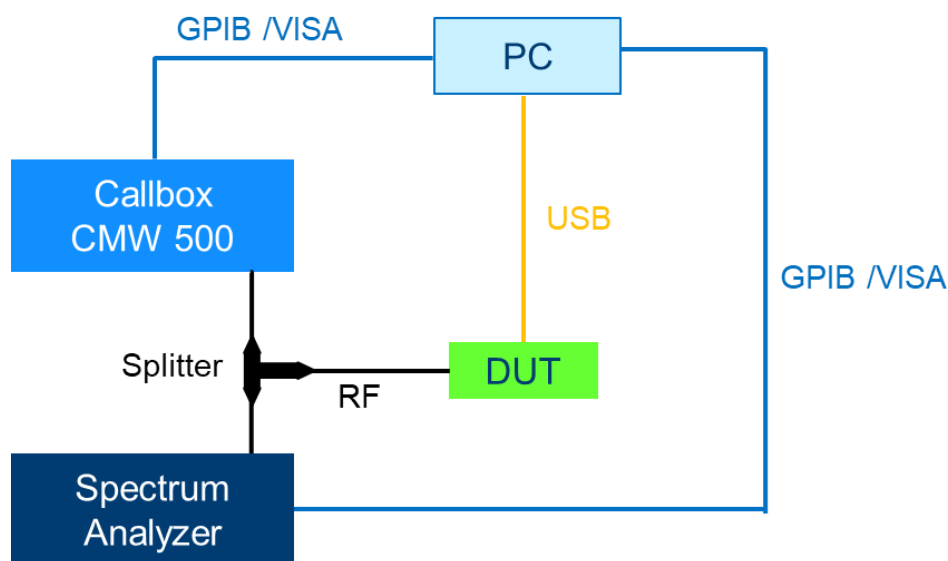 GPIB /VISA
PC
Callbox
CMW 500
USB
GPIB /VISA
Splitter
RF
DUT
Spectrum
Analyzer